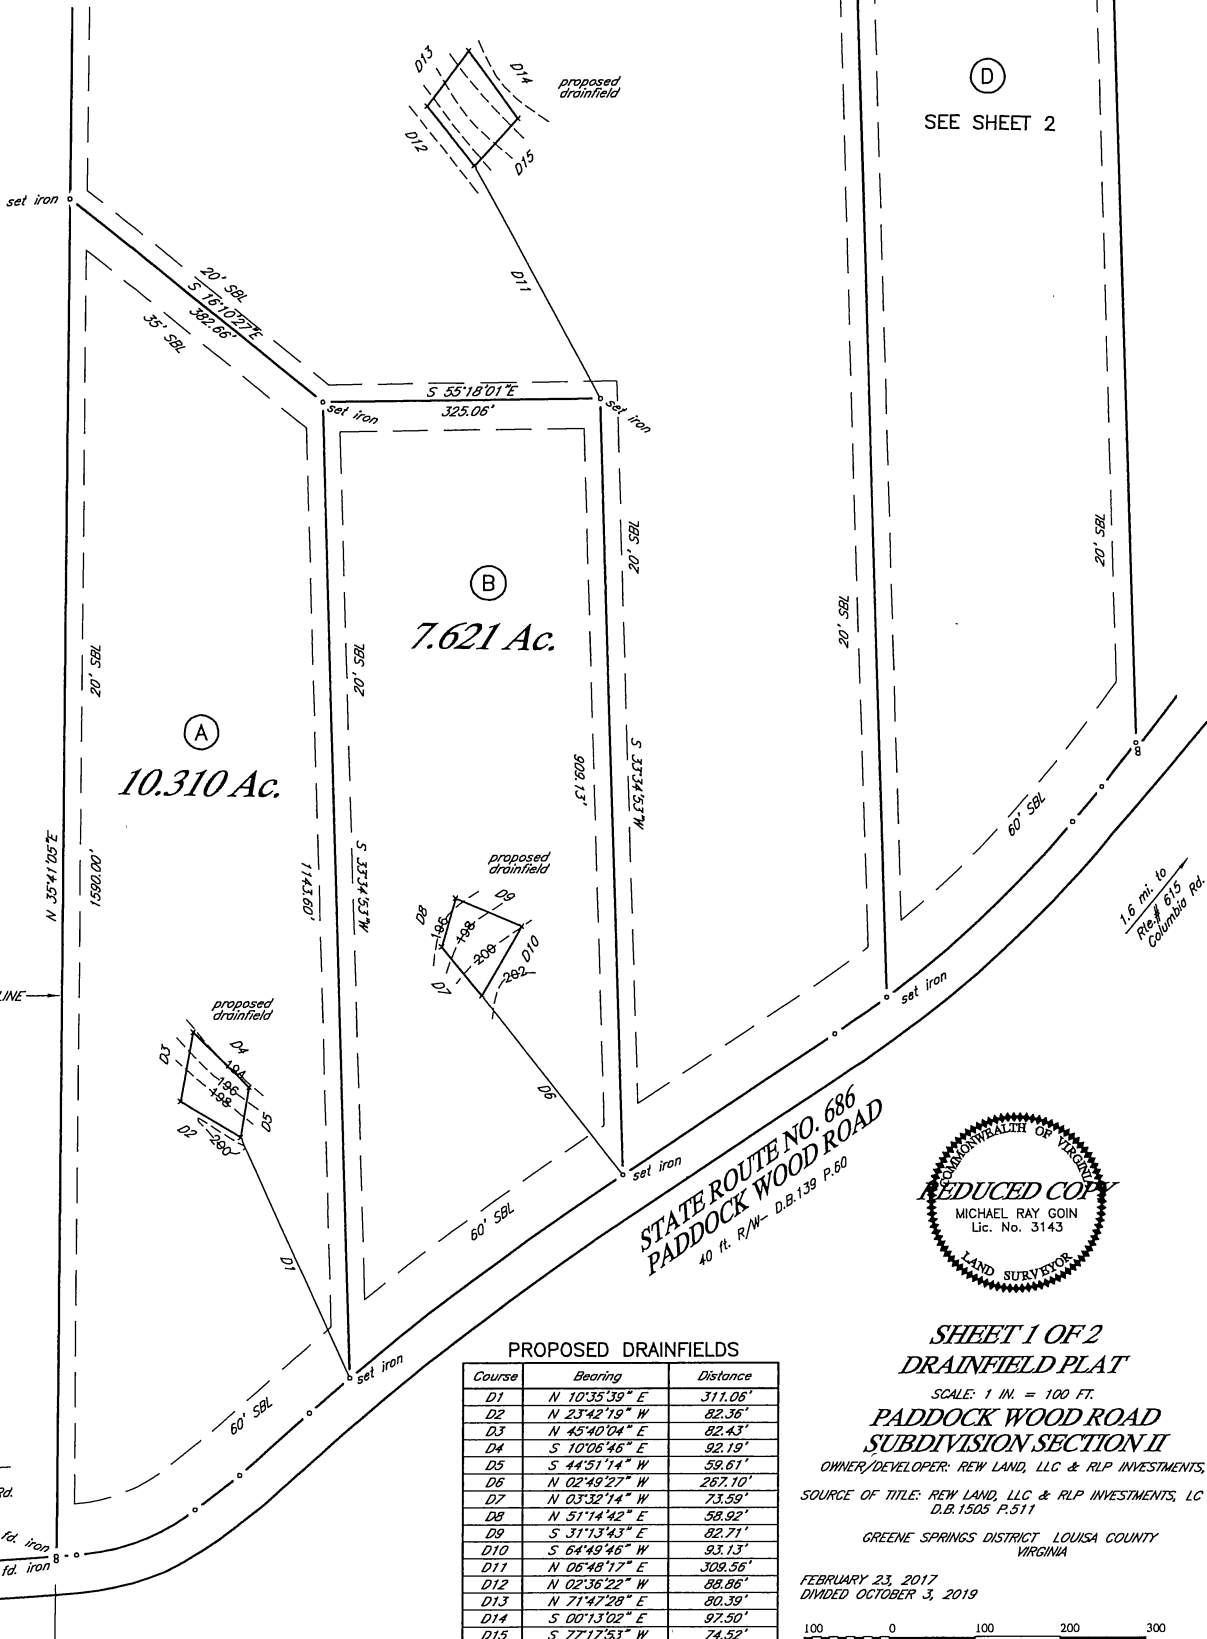 D13
D14
proposed
drainfield
D12
D15
D
SEE SHEET 2
set iron
D11
20' SBL
S 16°10'27"E
382.66'
35' SBL
S 55°18'01"E
325.06'
set iron
set iron
20' SBL
20' SBL
20' SBL
B
7.621 Ac.
20' SBL
20' SBL
A
10.310 Ac.
S 33°34'53"W
909.13'
60' SBL
N 35°41'05"E
1590.00'
S 33°34'53"W
1143.60'
proposed
drainfield
D8
D9
196
198
200
D10
202
D7
1.6 mi. to
Rte.# 615
Columbia Rd.
LINE
set iron
proposed
drainfield
D3
D4
194
196
198
D5
D2
200
D6
set iron
STATE ROUTE NO. 686
PADDOCK WOOD ROAD
40 ft. R/W- D.B.139 P.60
60' SBL
D1
COMMONWEALTH OF VIRGINIA
REDUCED COPY
MICHAEL RAY GOIN
Lic. No. 3143
LAND SURVEYOR
set iron
60' SBL
Rd.
fd. iron
fd. iron
PROPOSED DRAINFIELDS
Course Bearing Distance
D1 N 10°35'39" E 311.06'
D2 N 23°42'19" W 82.36'
D3 N 45°40'04" E 82.43'
D4 S 10°06'46" E 92.19'
D5 S 44°51'14" W 59.61'
D6 N 02°49'27" W 267.10'
D7 N 03°32'14" W 73.59'
D8 N 51°14'42" E 58.92'
D9 S 31°13'43" E 82.71'
D10 S 64°49'46" W 93.13'
D11 N 06°48'17" E 309.56'
D12 N 02°36'22" W 88.86'
D13 N 71°47'28" E 80.39'
D14 S 00°13'02" E 97.50'
D15 S 77°17'53" W 74.52'
SHEET 1 OF 2
DRAINFIELD PLAT
SCALE: 1 IN. = 100 FT.
PADDOCK WOOD ROAD
SUBDIVISION SECTION II
OWNER/DEVELOPER: REW LAND, LLC & RLP INVESTMENTS,
SOURCE OF TITLE: REW LAND, LLC & RLP INVESTMENTS, LC
D.B.1505 P.511
GREENE SPRINGS DISTRICT LOUISA COUNTY
VIRGINIA
FEBRUARY 23, 2017
DIVIDED OCTOBER 3, 2019
100 0 100 200 300